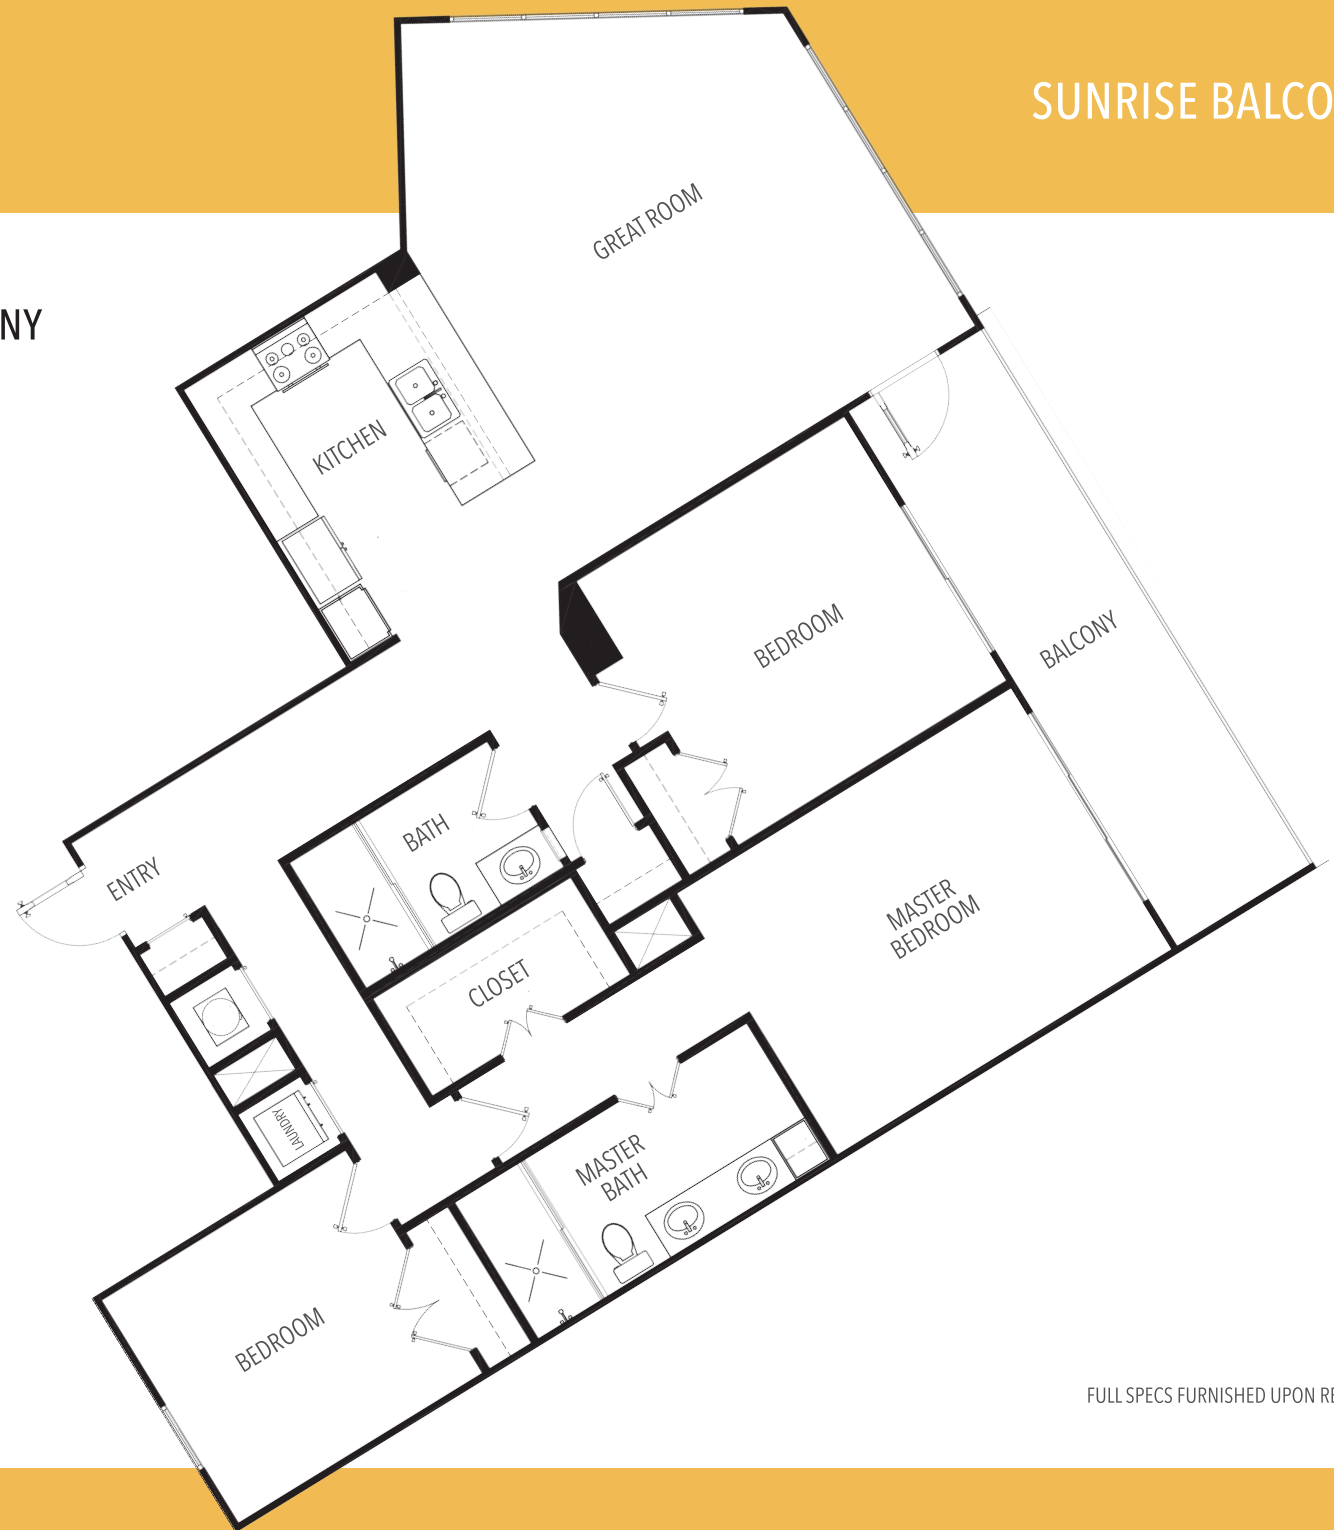 SUNRISE BALCO
NY
GREAT ROOM
KITCHEN
BEDROOM
BALCONY
BATH
ENTRY
MASTER
BEDROOM
CLOSET
LAUNDRY
MASTER
BATH
BEDROOM
FULL SPECS FURNISHED UPON RE